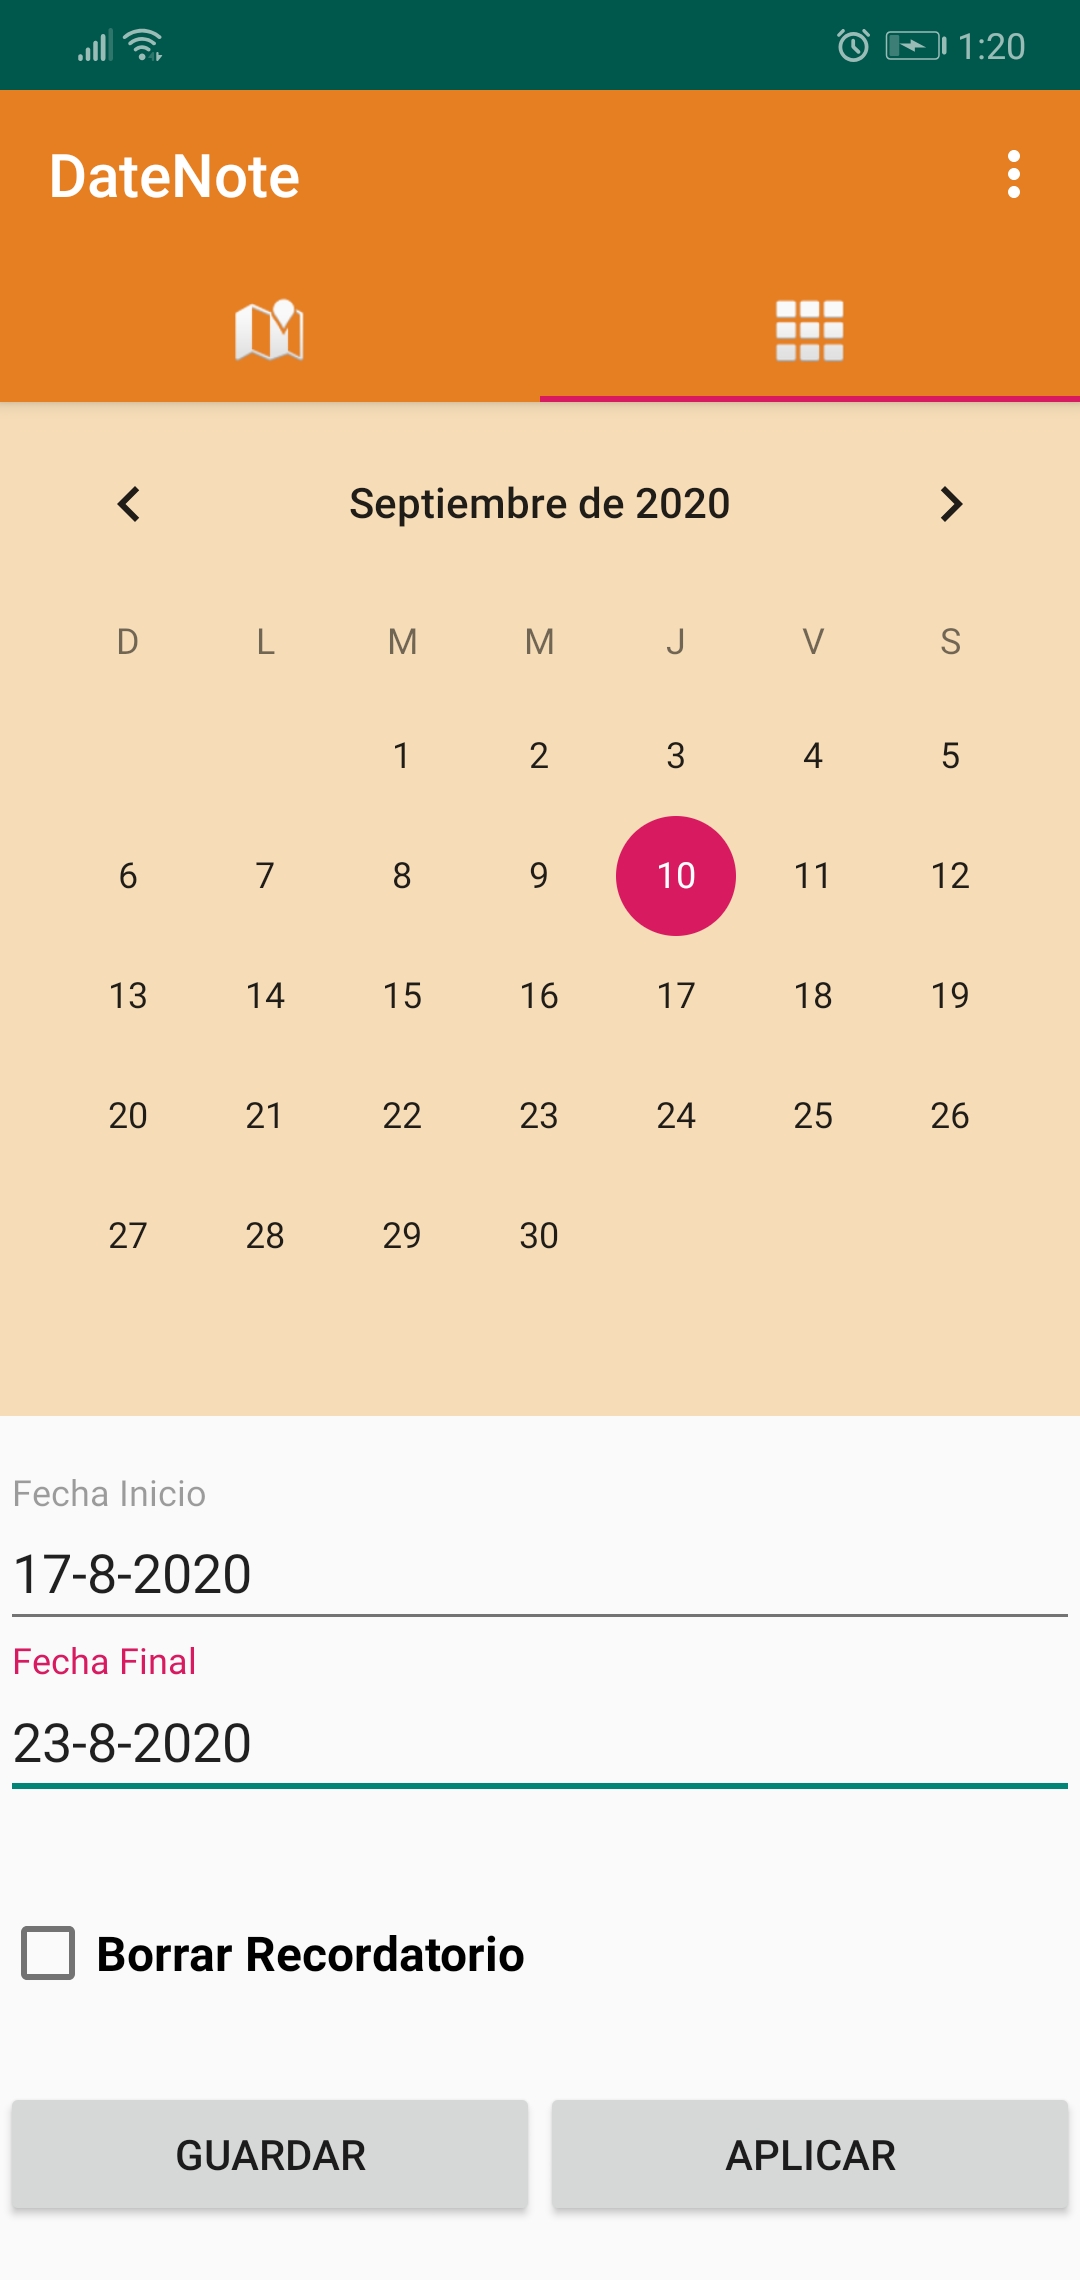 1:20
DateNote
Septiembre de 2020
D L M M J V S
1 2 3 4 5
6 7 8 9 10 11 12
13 14 15 16 17 18 19
20 21 22 23 24 25 26
27 28 29 30
Fecha Inicio
17-8-2020
Fecha Final
23-8-2020
Borrar Recordatorio
GUARDAR APLICAR